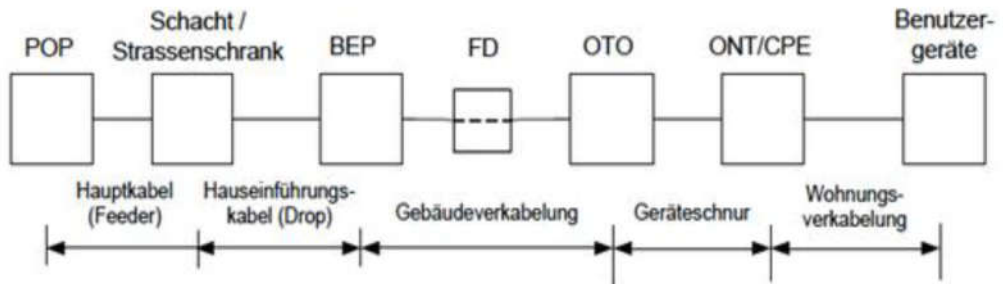 POP
Schacht /
Strassenschrank
BEP
FD
OTO
ONT/CPE
Benutzer-
geräte
Hauptkabel
(Feeder)
Hauseinführungs-
kabel (Drop)
Gebäudeverkabelung
Geräteschnur
Wohnungs-
verkabelung